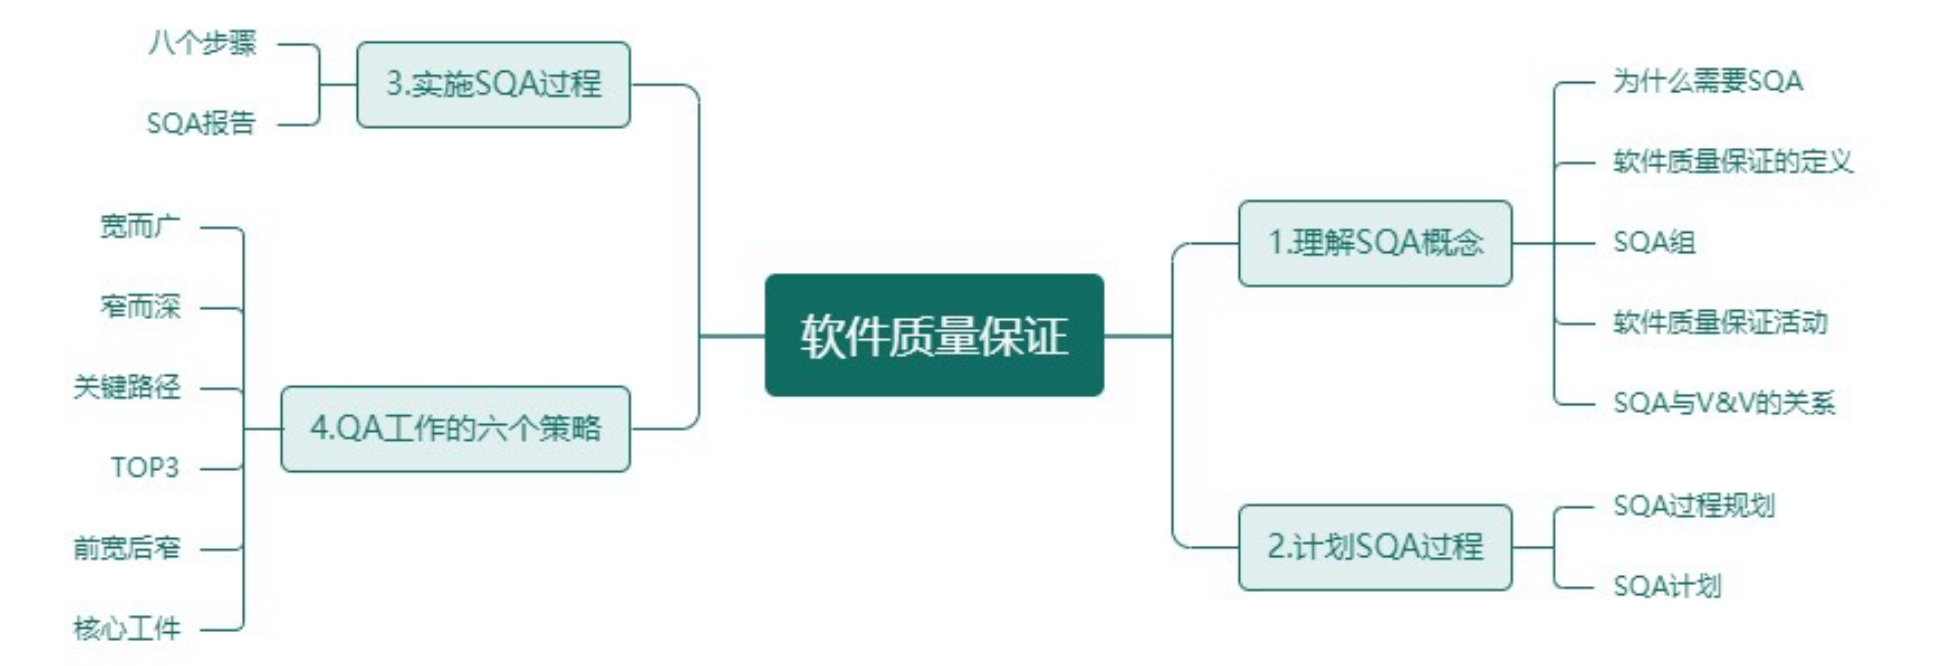 软件质量保证
1.理解SQA概念
为什么需要SQA
软件质量保证的定义
SQA组
软件质量保证活动
SQA与V&V的关系
2.计划SQA过程
SQA过程规划
SQA计划
3.实施SQA过程
八个步骤
SQA报告
4.QA工作的六个策略
宽而广
窄而深
关键路径
TOP3
前宽后窄
核心工件